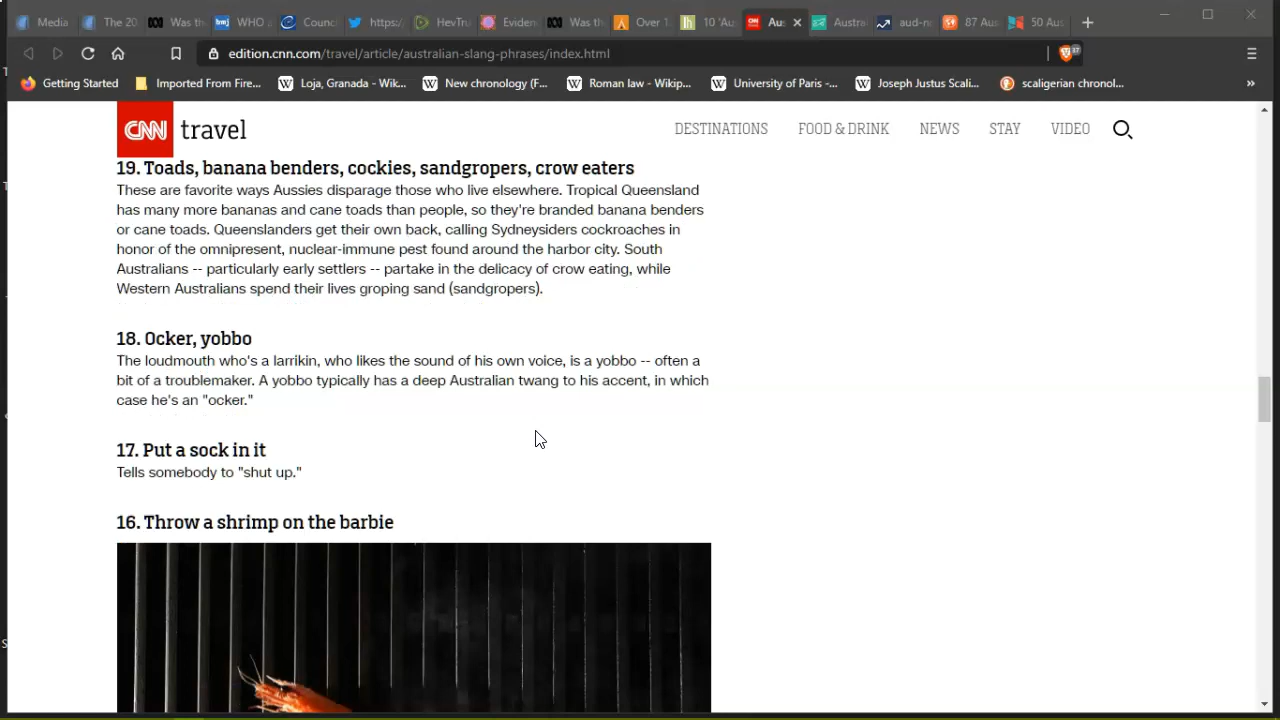 Media
The 20
Was th
WHO
Counc
https:/
HevTru
Eviden
Was th
Over 1
10 'Au
Aus
Austra
aud-n
87 Aus
50 Aus
edition.cnn.com/travel/article/australian-slang-phrases/index.html
Getting Started
Imported From Fire...
Loja, Granada - Wik...
New chronology (F...
Roman law - Wikip...
University of Paris -...
Joseph Justus Scali...
scaligerian chronol...
CNN travel
DESTINATIONS
FOOD & DRINK
NEWS
STAY
VIDEO
19. Toads, banana benders, cockies, sandgropers, crow eaters
These are favorite ways Aussies disparage those who live elsewhere. Tropical Queensland
has many more bananas and cane toads than people, so they're branded banana benders
or cane toads. Queenslanders get their own back, calling Sydneysiders cockroaches in
honor of the omnipresent, nuclear-immune pest found around the harbor city. South
Australians -- particularly early settlers -- partake in the delicacy of crow eating, while
Western Australians spend their lives groping sand (sandgropers).
18. Ocker, yobbo
The loudmouth who's a larrikin, who likes the sound of his own voice, is a yobbo -- often a
bit of a troublemaker. A yobbo typically has a deep Australian twang to his accent, in which
case he's an "ocker."
17. Put a sock in it
Tells somebody to "shut up."
16. Throw a shrimp on the barbie